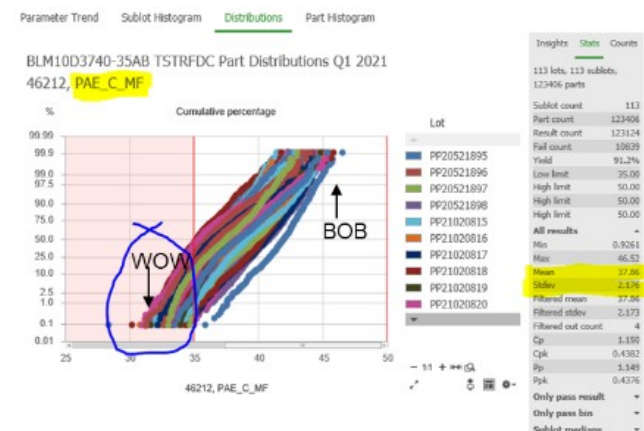 Parameter Trend Sublot Histogram Distributions Part Histogram
BLM10D3740-35AB TSTRFDC Part Distributions Q1 2021
46212, PAE_C_MF
% Cumulative percentage
99.99
99.9
99.0
97.5
90.0
75.0
50.0
25.0
10.0
2.5
1.0
0.1
0.01
25 30 35 40 45 50
46212, PAE_C_MF
WOW
BOB
Lot
PP20521895
PP20521896
PP20521897
PP20521898
PP21020815
PP21020816
PP21020817
PP21020818
PP21020819
PP21020820
1:1
Insights Stats Counts
113 lots, 113 sublots,
123406 parts
Sublot count 113
Part count 123406
Result count 123124
Fail count 10839
Yield 91.2%
Low limit 35.00
High limit 50.00
High limit 50.00
High limit 50.00
All results
Min 0.9261
Max 46.52
Mean 37.86
Stdev 2.176
Filtered mean 37.86
Filtered stdev 2.173
Filtered out count 4
Cp 1.150
Cpk 0.4382
Pp 1.149
Ppk 0.4376
Only pass result
Only pass bin
Sublot medians